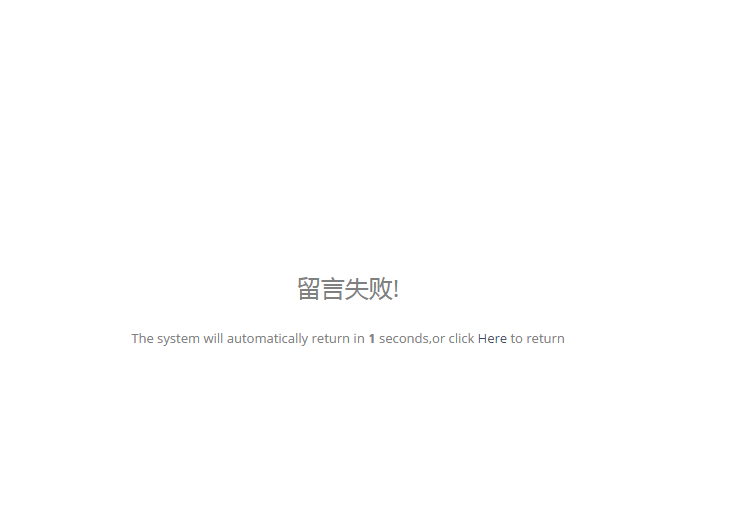 留言失败!
The system will automatically return in 1 seconds,or click Here to return